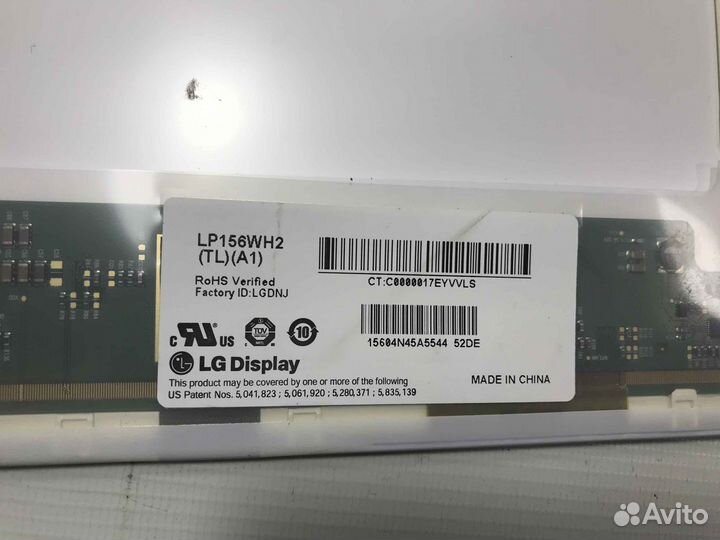 LP156WH2
(TL)(A1)
RoHS Verified
Factory ID:LGDNJ
CT:C0000017EYVVLS
c RU US
TÜV
10
15604N45A5544 52DE
LG Display
This product may be covered by one or more of the following
US Patent Nos. 5,041,823 ; 5,061,920 ; 5,280,371 ; 5,835,139
MADE IN CHINA
Avito